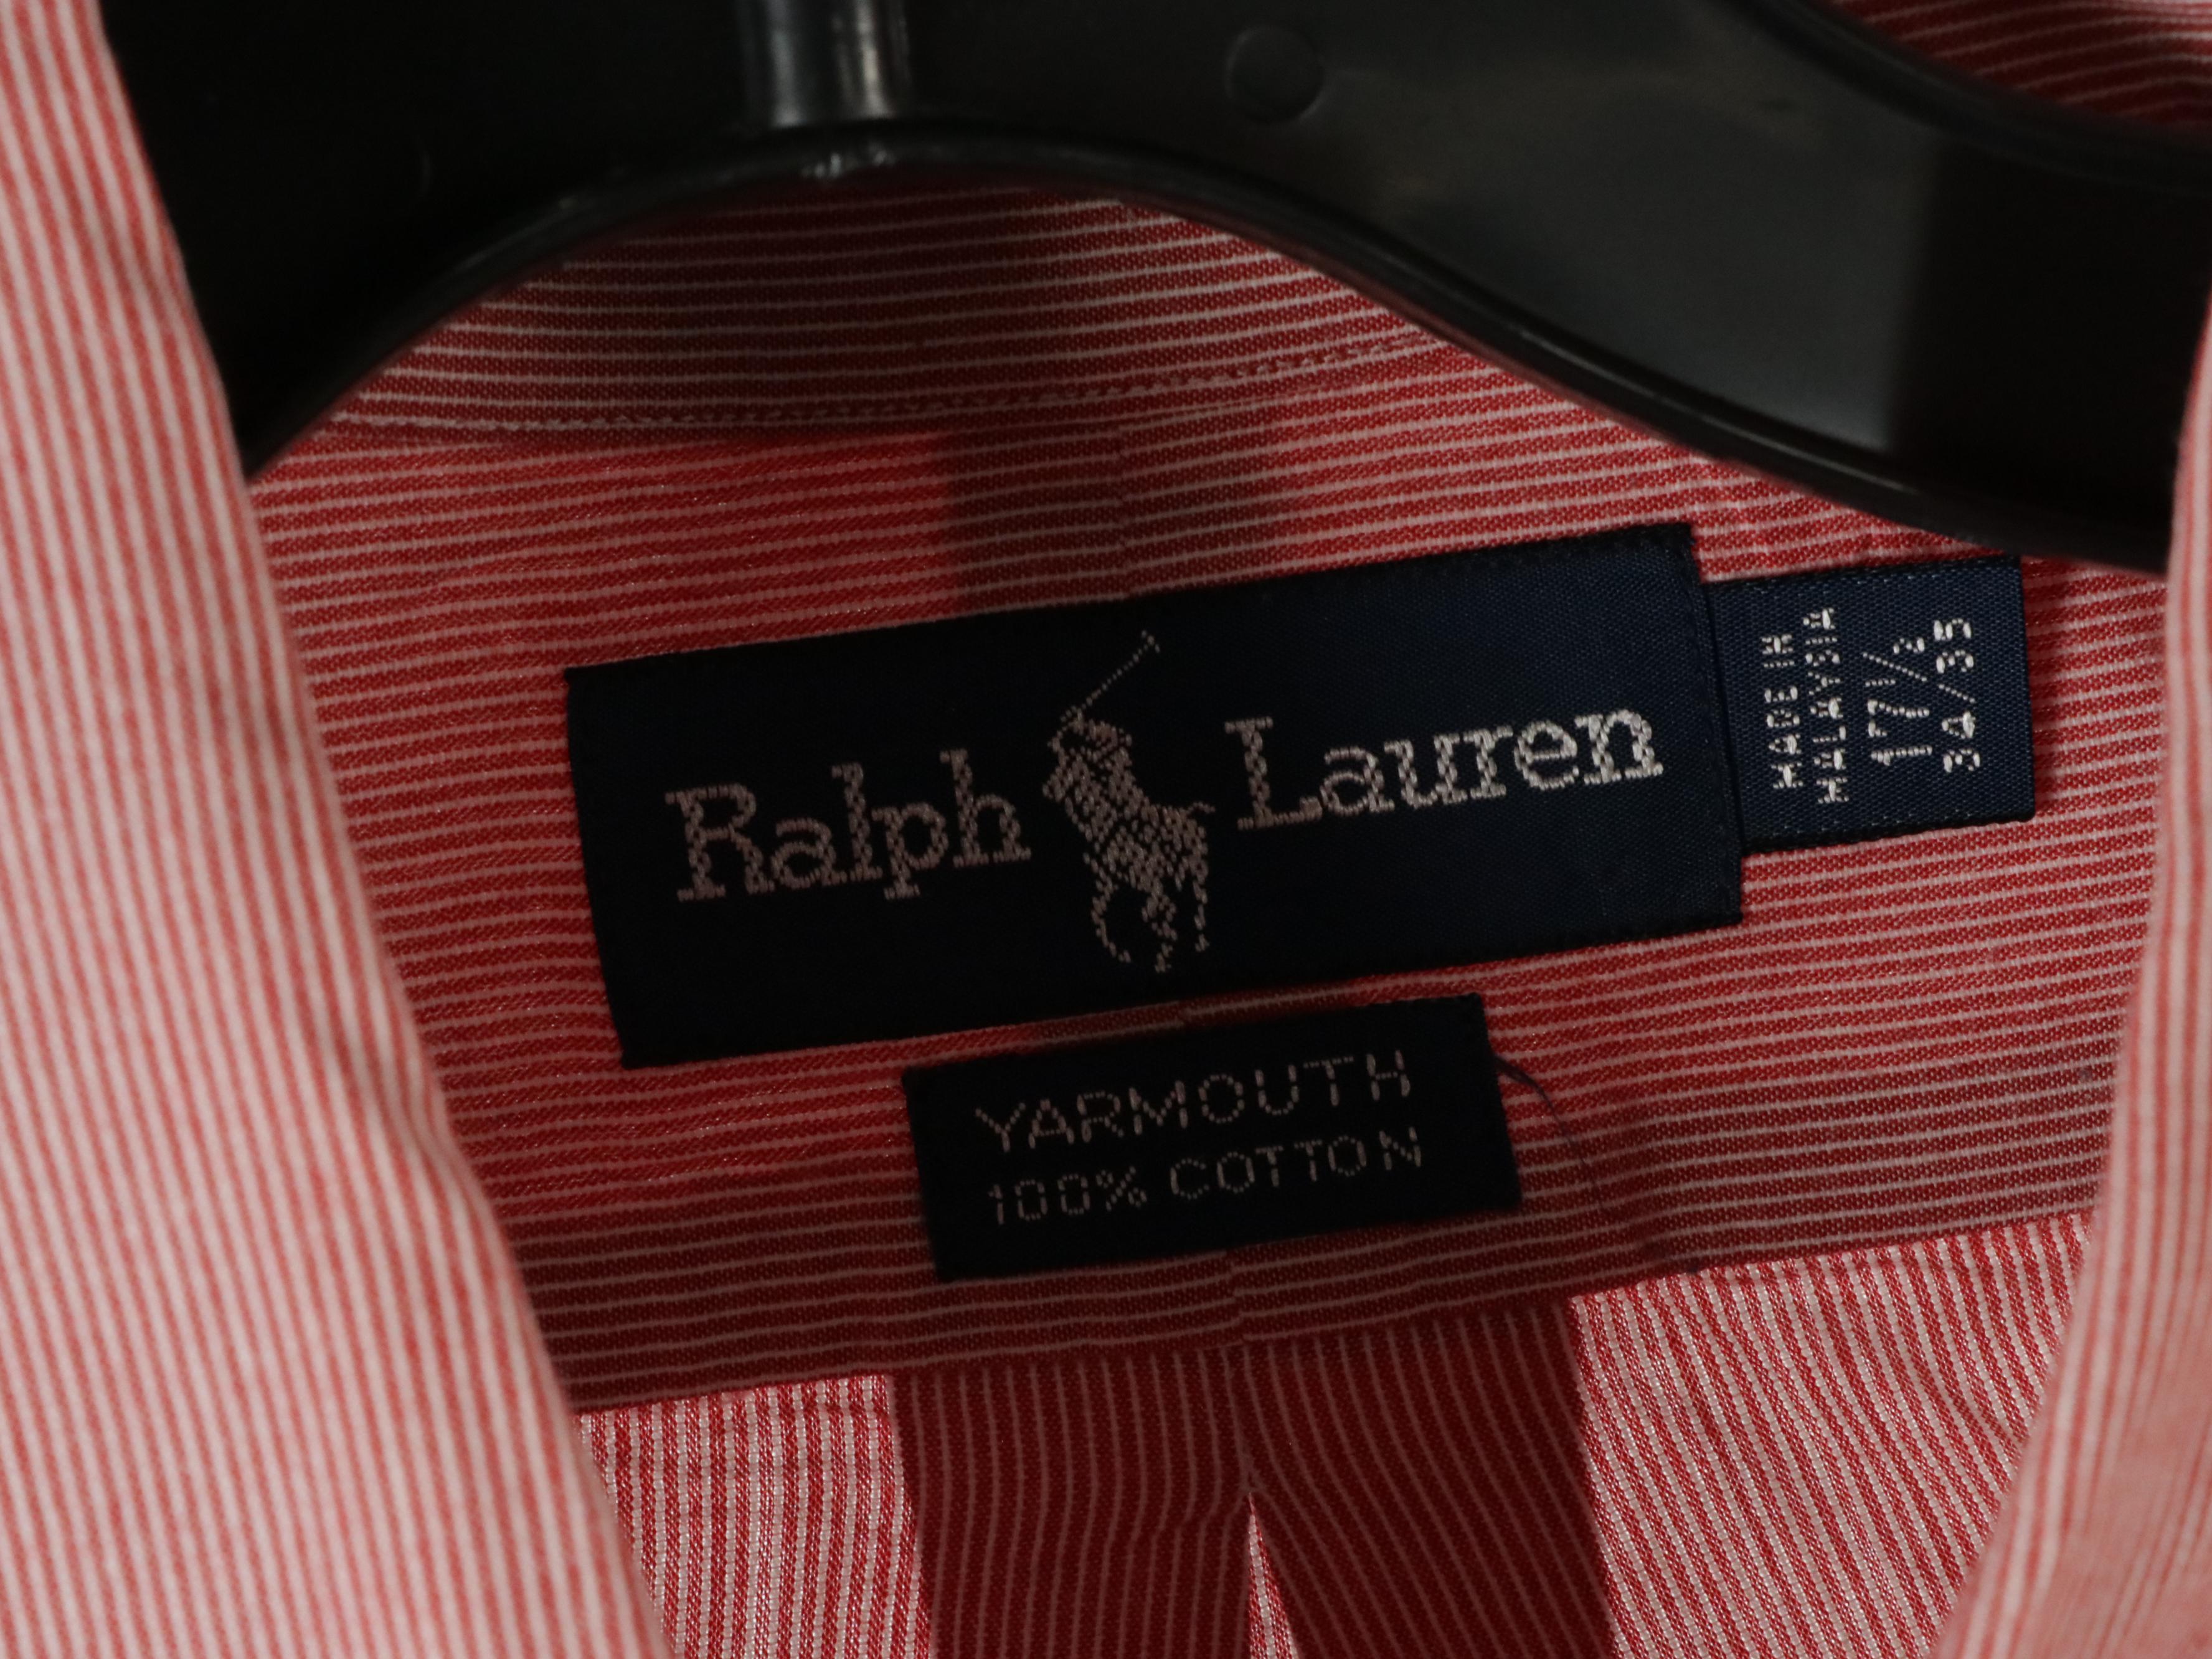 Ralph Lauren
MADE IN
MALAYSIA
17 1/2
34/35
YARMOUTH
100% COTTON